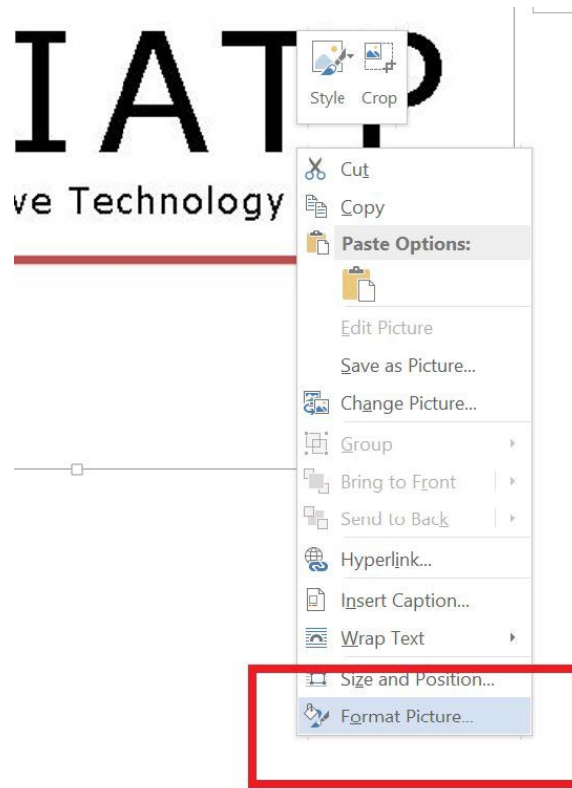 IATP
Style Crop
ve Technology
Cut
Copy
Paste Options:
Edit Picture
Save as Picture...
Change Picture...
Group
Bring to Front
Send to Back
Hyperlink...
Insert Caption...
Wrap Text
Size and Position...
Format Picture...